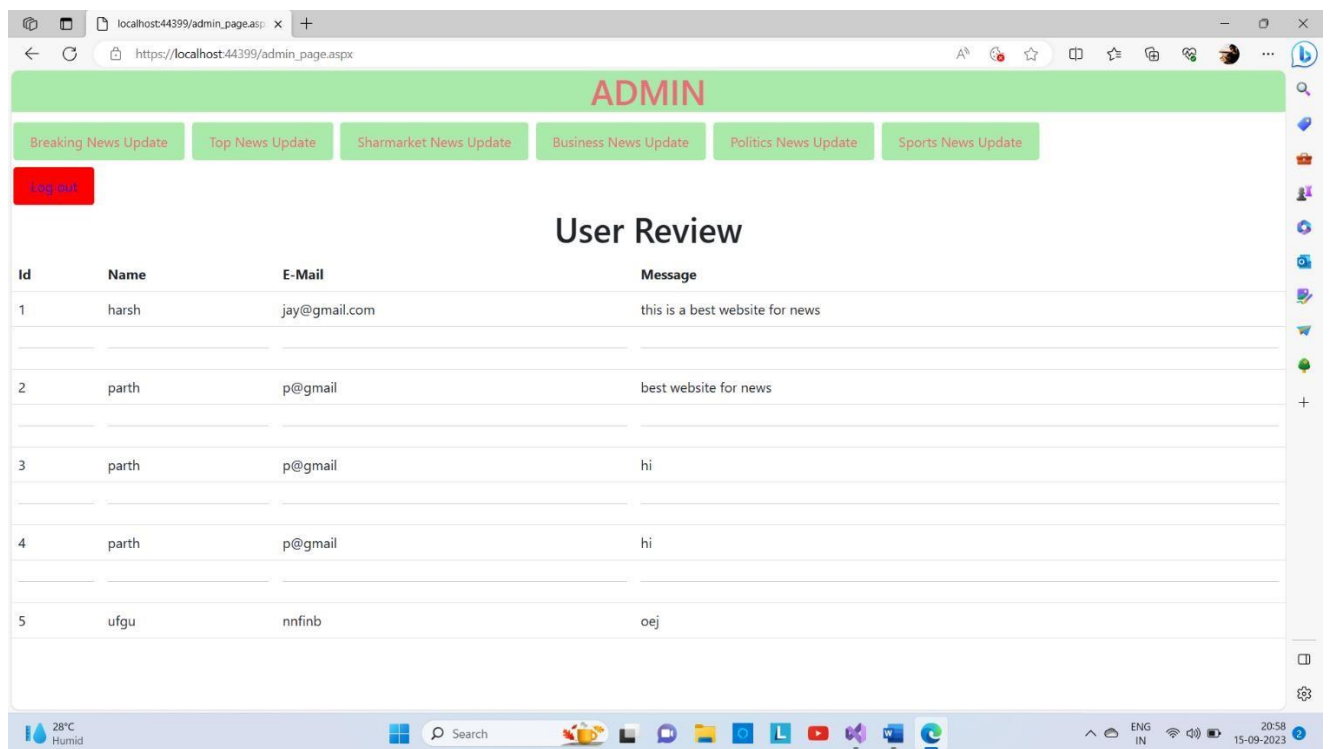 localhost:44399/admin_page.asp
https://localhost:44399/admin_page.aspx
ADMIN
Breaking News Update Top News Update Sharmarket News Update Business News Update Politics News Update Sports News Update
Log out
User Review
Id Name E-Mail Message
1 harsh jay@gmail.com this is a best website for news
2 parth p@gmail best website for news
3 parth p@gmail hi
4 parth p@gmail hi
5 ufgu nnfinb oej
28°C
Humid
Search
ENG
IN
20:58
15-09-2023
2